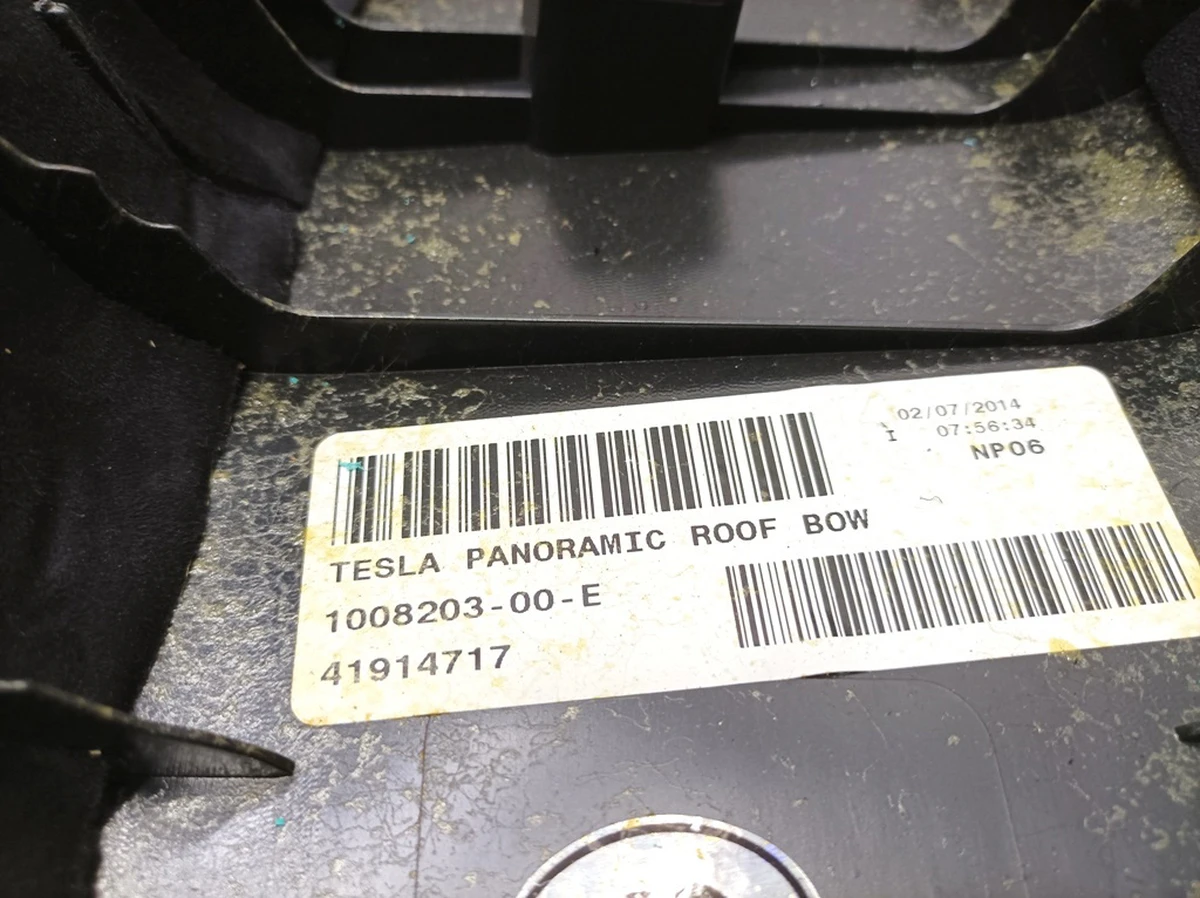 02/07/2014
I 07:56:34
NP06
TESLA PANORAMIC ROOF BOW
1008203-00-E
41914717